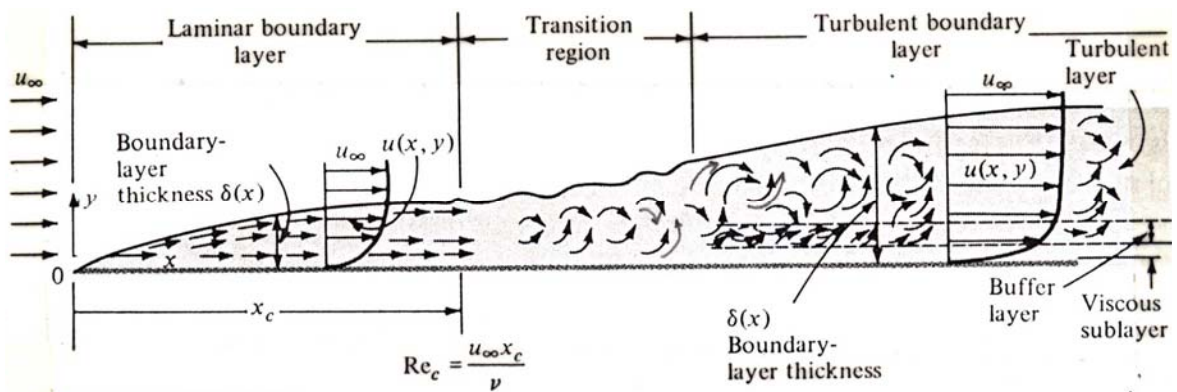 Laminar boundary
layer
Transition
region
Turbulent boundary
layer
Turbulent
layer
u∞
u∞
Boundary-
layer
thickness δ(x)
u∞
u(x, y)
u(x, y)
y
x
0
x_c
Re_c = u∞x_c / ν
δ(x)
Boundary-
layer thickness
Buffer
layer
Viscous
sublayer